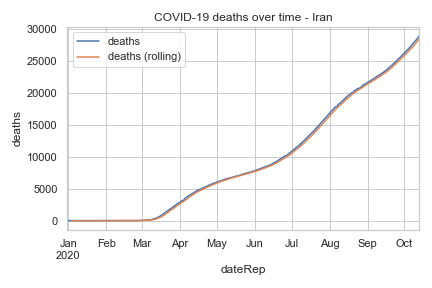 COVID-19 deaths over time - Iran
deaths
deaths (rolling)
30000
25000
20000
15000
10000
5000
0
deaths
Jan Feb Mar Apr May Jun Jul Aug Sep Oct
2020
dateRep